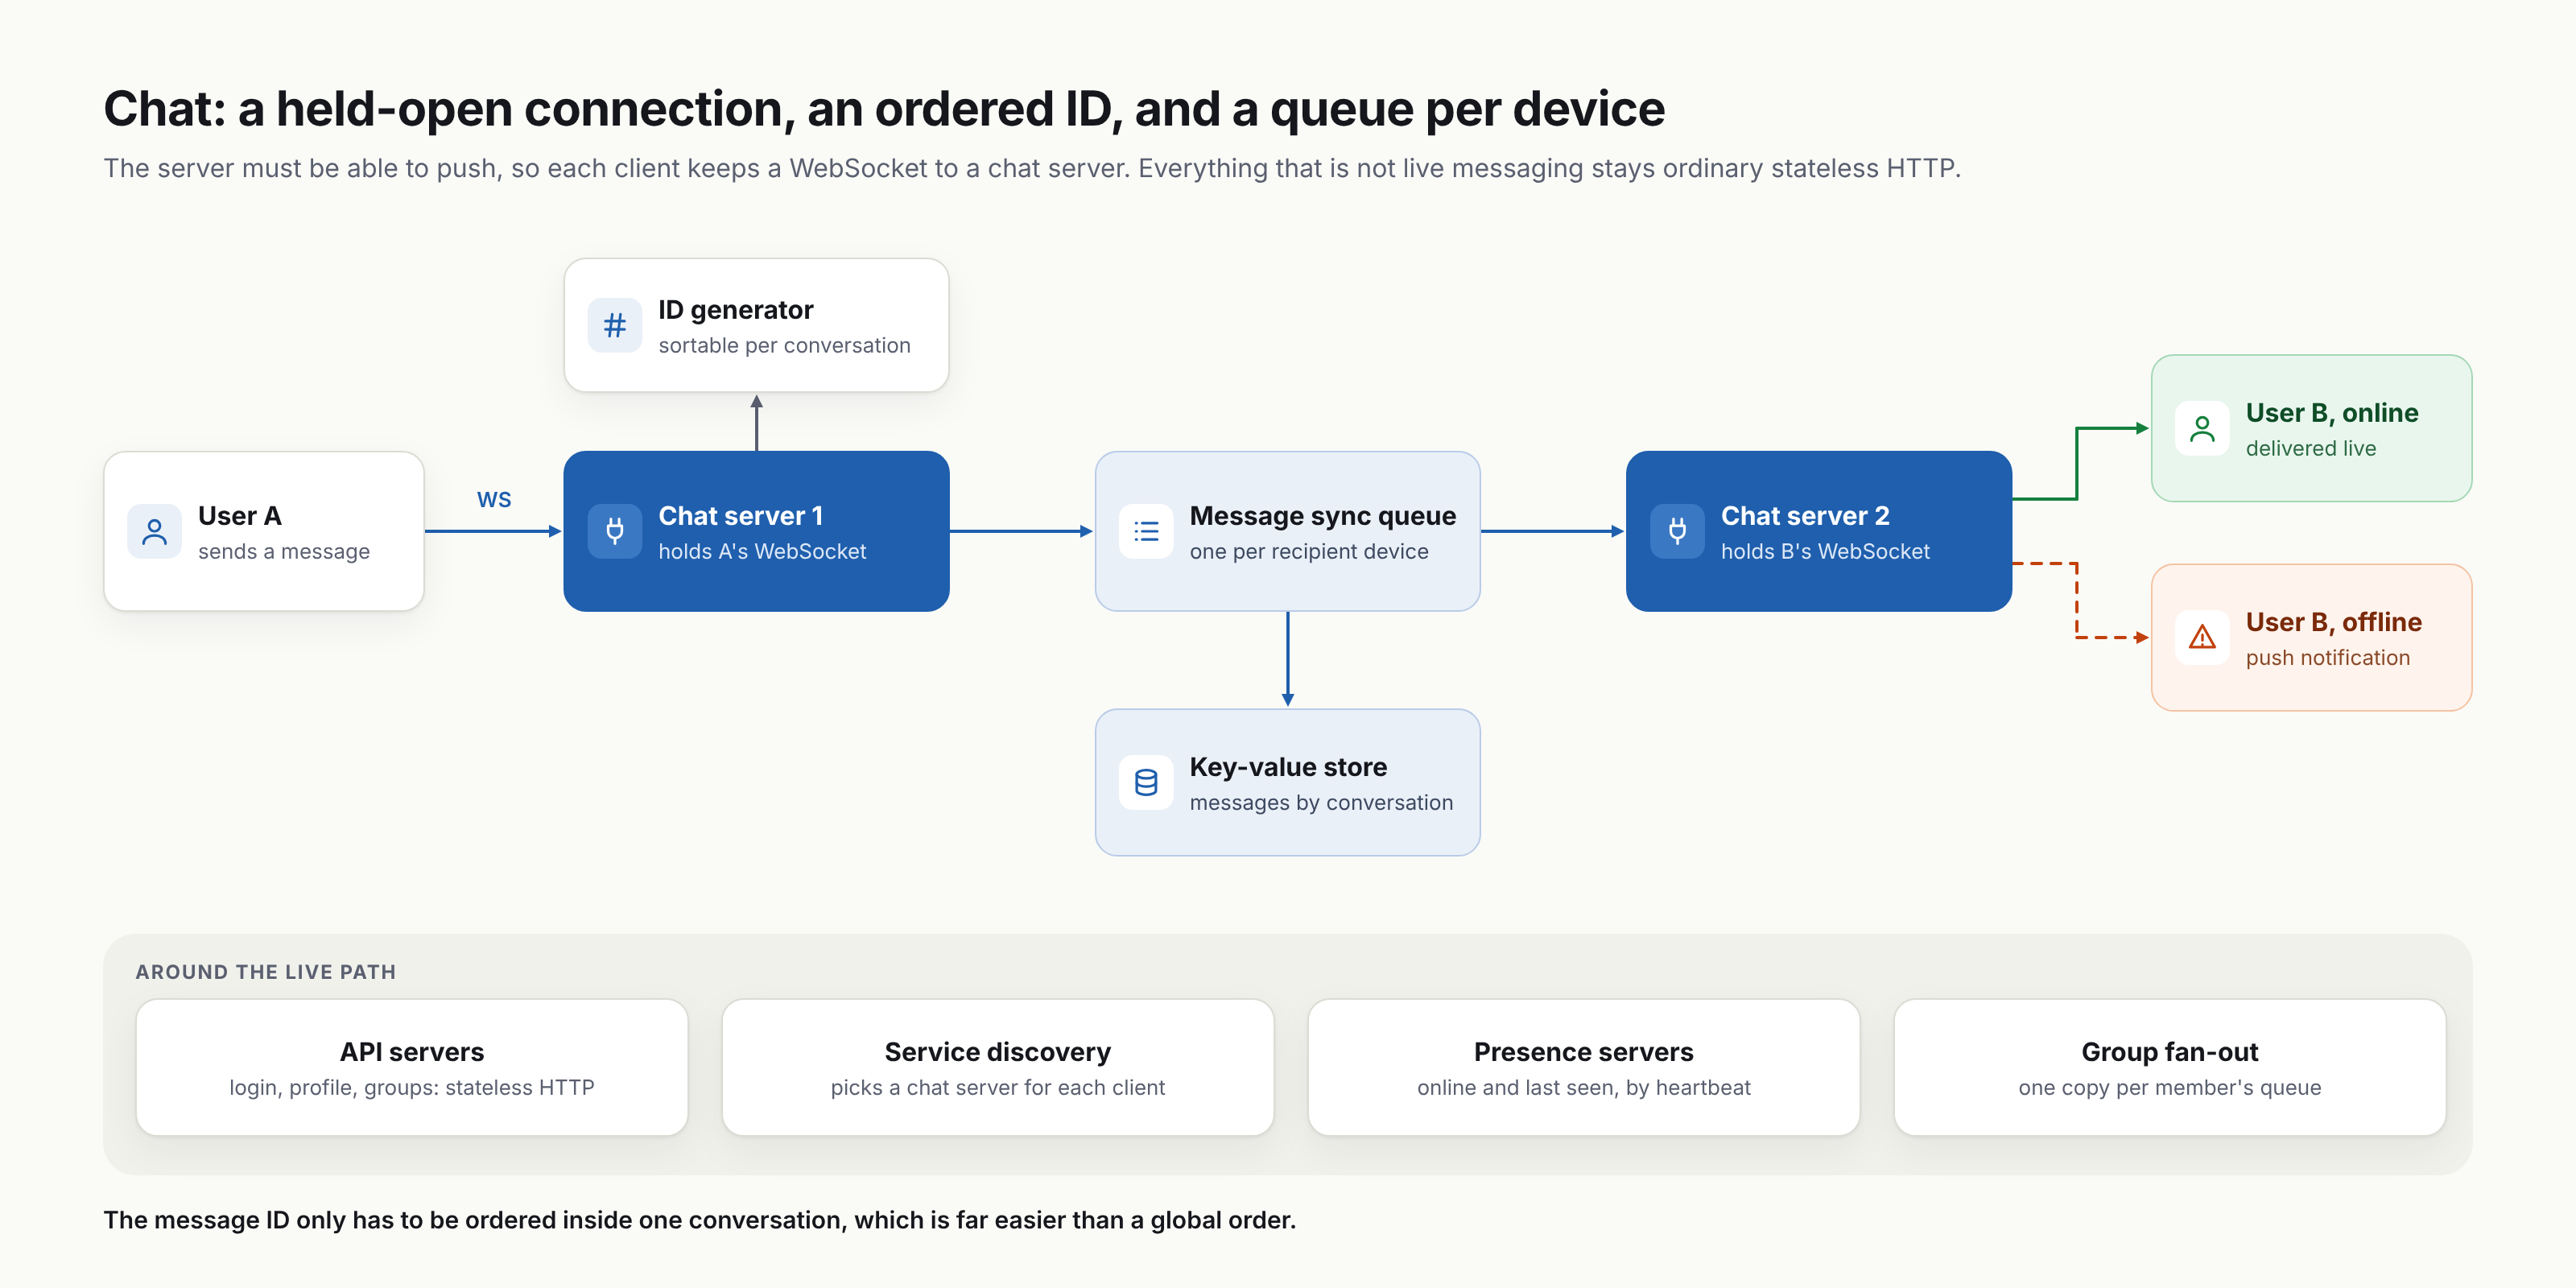 Chat: a held-open connection, an ordered ID, and a queue per device
The server must be able to push, so each client keeps a WebSocket to a chat server. Everything that is not live messaging stays ordinary stateless HTTP.
ID generator
sortable per conversation
User A
sends a message
WS
Chat server 1
holds A's WebSocket
Message sync queue
one per recipient device
Chat server 2
holds B's WebSocket
User B, online
delivered live
User B, offline
push notification
Key-value store
messages by conversation
AROUND THE LIVE PATH
API servers
login, profile, groups: stateless HTTP
Service discovery
picks a chat server for each client
Presence servers
online and last seen, by heartbeat
Group fan-out
one copy per member's queue
The message ID only has to be ordered inside one conversation, which is far easier than a global order.